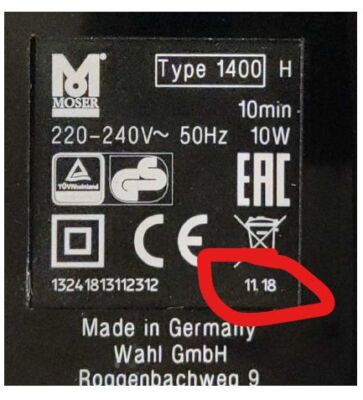 MOSER
Type 1400 H
10min
220-240V~ 50Hz 10W
TÜVRheinland
GS
EAC
CE
13241813112312
11.18
Made in Germany
Wahl GmbH
Roggenbachweg 9